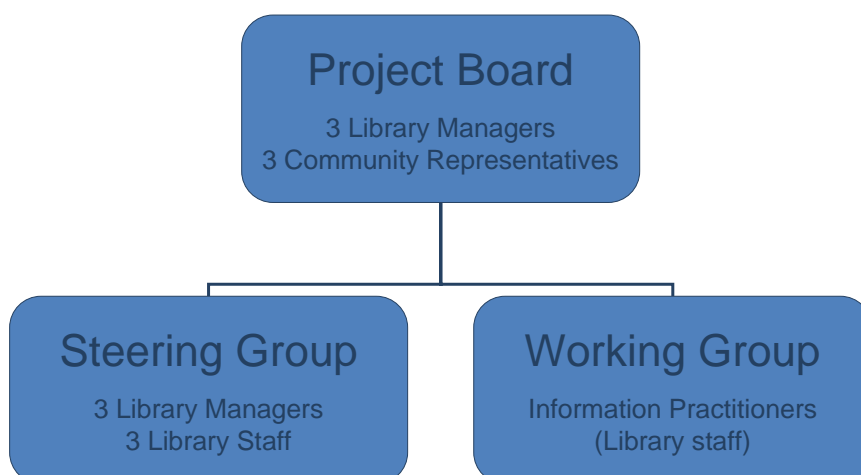 Project Board
3 Library Managers
3 Community Representatives
Steering Group
3 Library Managers
3 Library Staff
Working Group
Information Practitioners
(Library staff)